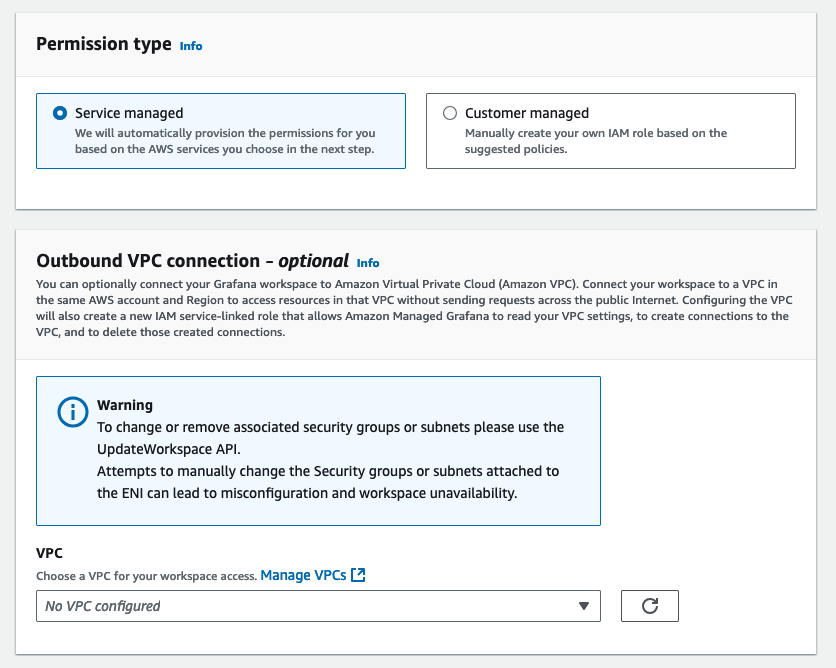 Permission type Info
Service managed
We will automatically provision the permissions for you
based on the AWS services you choose in the next step.
Customer managed
Manually create your own IAM role based on the
suggested policies.
Outbound VPC connection - optional Info
You can optionally connect your Grafana workspace to Amazon Virtual Private Cloud (Amazon VPC). Connect your workspace to a VPC in
the same AWS account and Region to access resources in that VPC without sending requests across the public Internet. Configuring the VPC
will also create a new IAM service-linked role that allows Amazon Managed Grafana to read your VPC settings, to create connections to the
VPC, and to delete those created connections.
Warning
To change or remove associated security groups or subnets please use the
UpdateWorkspace API.
Attempts to manually change the Security groups or subnets attached to
the ENI can lead to misconfiguration and workspace unavailability.
VPC
Choose a VPC for your workspace access. Manage VPCs
No VPC configured